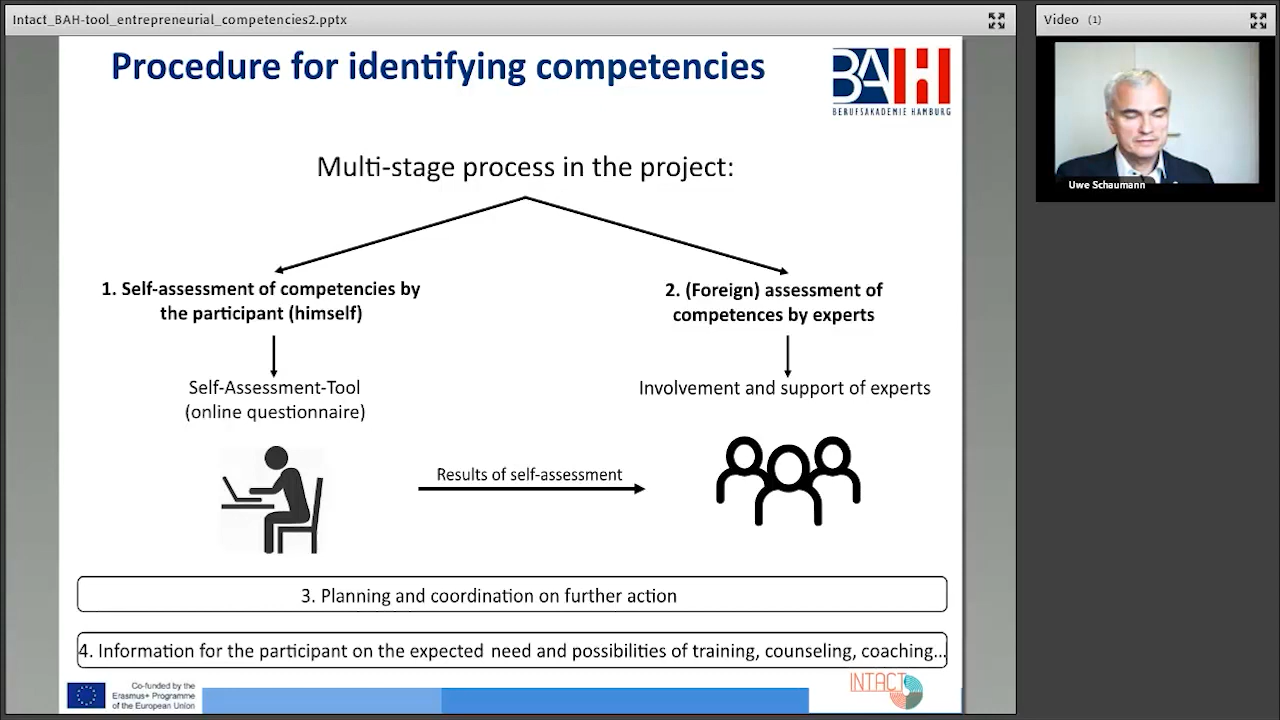 Intact_BAH-tool_entrepreneurial_competencies2.pptx
Video (1)
Procedure for identifying competencies
BAH
BERUFSAKADEMIE HAMBURG
Uwe Schaumann
Multi-stage process in the project:
1. Self-assessment of competencies by
the participant (himself)
2. (Foreign) assessment of
competences by experts
Self-Assessment-Tool
(online questionnaire)
Involvement and support of experts
Results of self-assessment
3. Planning and coordination on further action
4. Information for the participant on the expected need and possibilities of training, counseling, coaching...
Co-funded by the
Erasmus+ Programme
of the European Union
INTACT